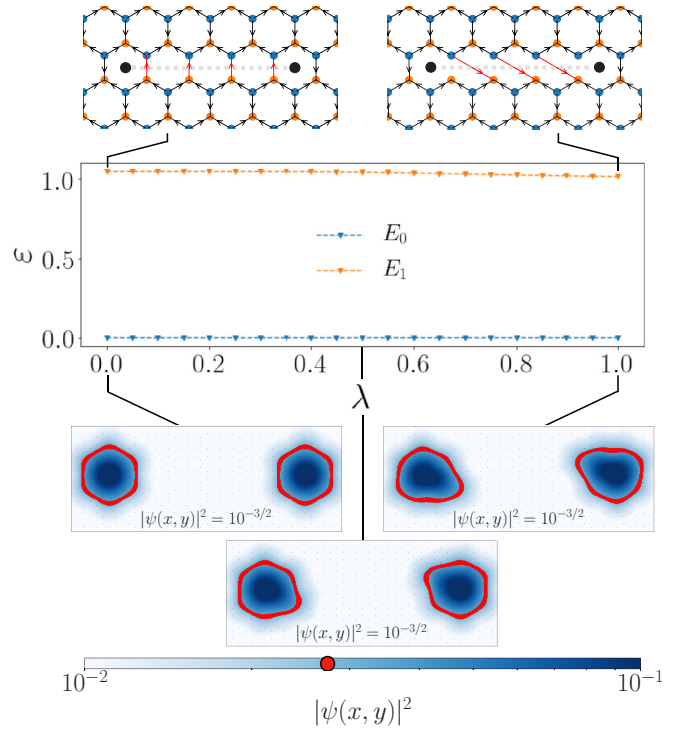 1.0
0.5
0.0
ε
E₀
E₁
0.0 0.2 0.4 0.6 0.8 1.0
λ
|ψ(x, y)|² = 10⁻³/²
|ψ(x, y)|² = 10⁻³/²
|ψ(x, y)|² = 10⁻³/²
10⁻² 10⁻¹
|ψ(x, y)|²